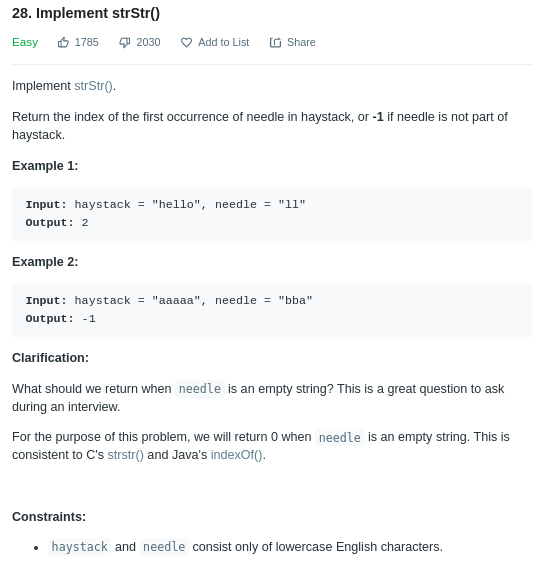 28. Implement strStr()
Easy 1785 2030 Add to List Share
Implement strStr().
Return the index of the first occurrence of needle in haystack, or -1 if needle is not part of
haystack.
Example 1:
Input: haystack = "hello", needle = "ll"
Output: 2
Example 2:
Input: haystack = "aaaaa", needle = "bba"
Output: -1
Clarification:
What should we return when needle is an empty string? This is a great question to ask
during an interview.
For the purpose of this problem, we will return 0 when needle is an empty string. This is
consistent to C's strstr() and Java's indexOf().
Constraints:
• haystack and needle consist only of lowercase English characters.